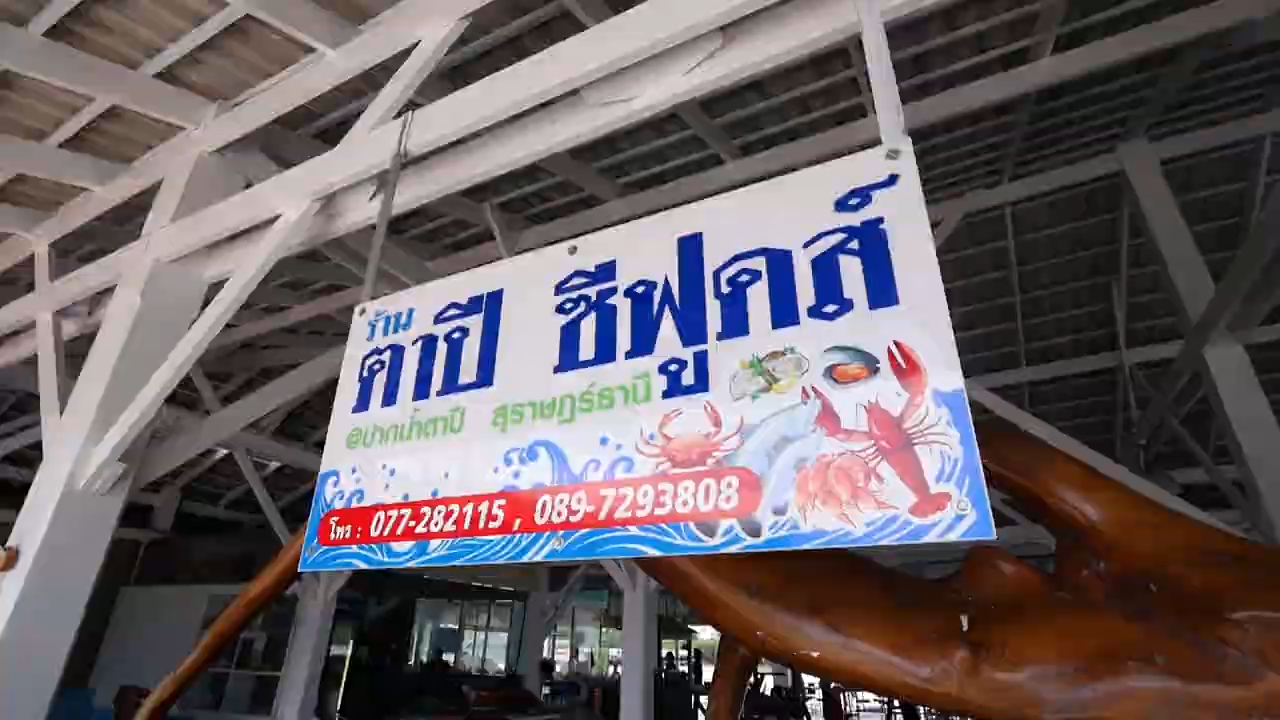 ร้าน
ตาปี ซีฟูดส์
@ปากน้ำตาปี สุราษฎร์ธานี
โทร : 077-282115 , 089-7293808